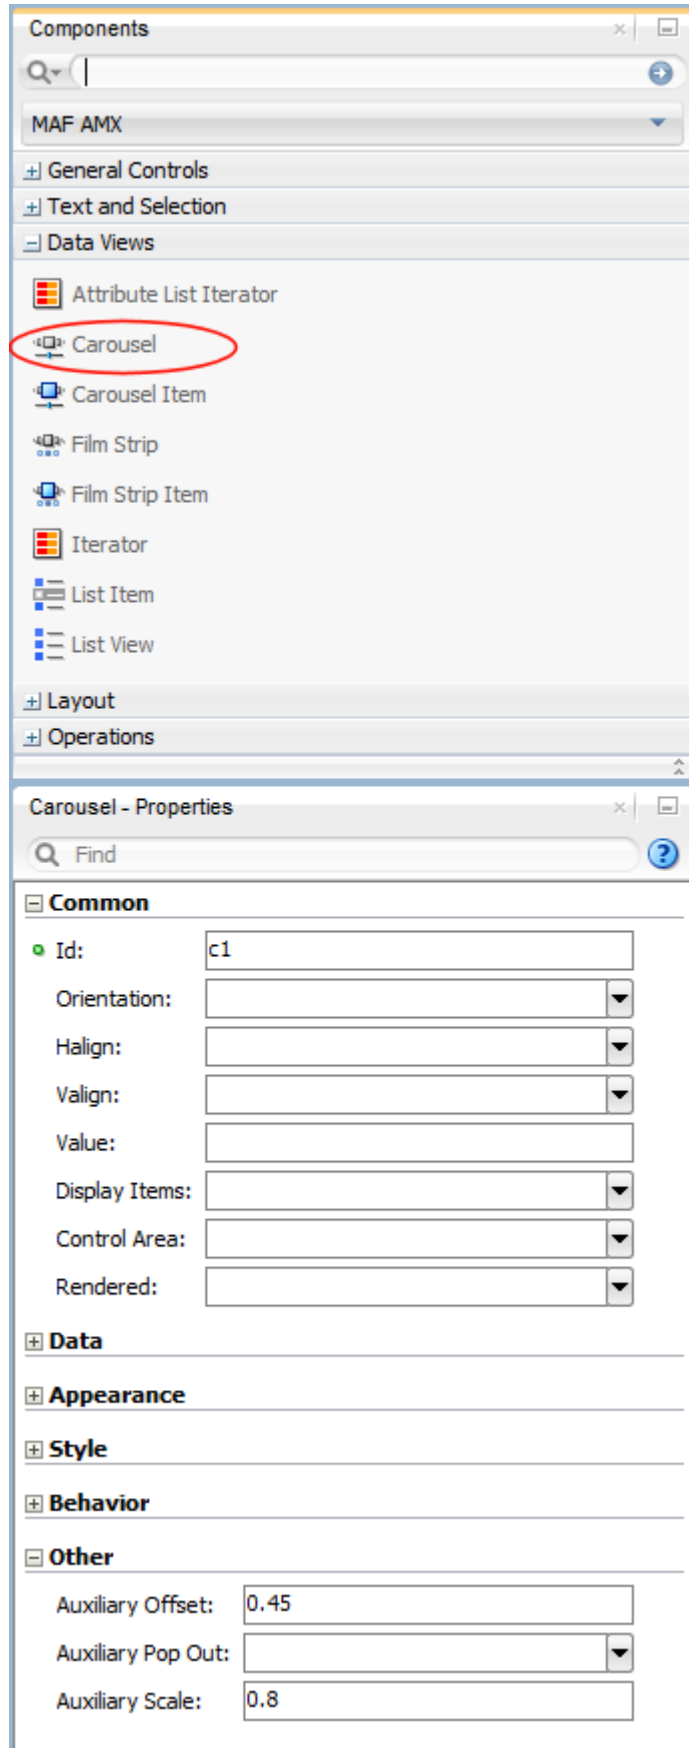 Components
MAF AMX
General Controls
Text and Selection
Data Views
Attribute List Iterator
Carousel
Carousel Item
Film Strip
Film Strip Item
Iterator
List Item
List View
Layout
Operations
Carousel - Properties
Find
Common
Id: c1
Orientation:
Halign:
Valign:
Value:
Display Items:
Control Area:
Rendered:
Data
Appearance
Style
Behavior
Other
Auxiliary Offset: 0.45
Auxiliary Pop Out:
Auxiliary Scale: 0.8